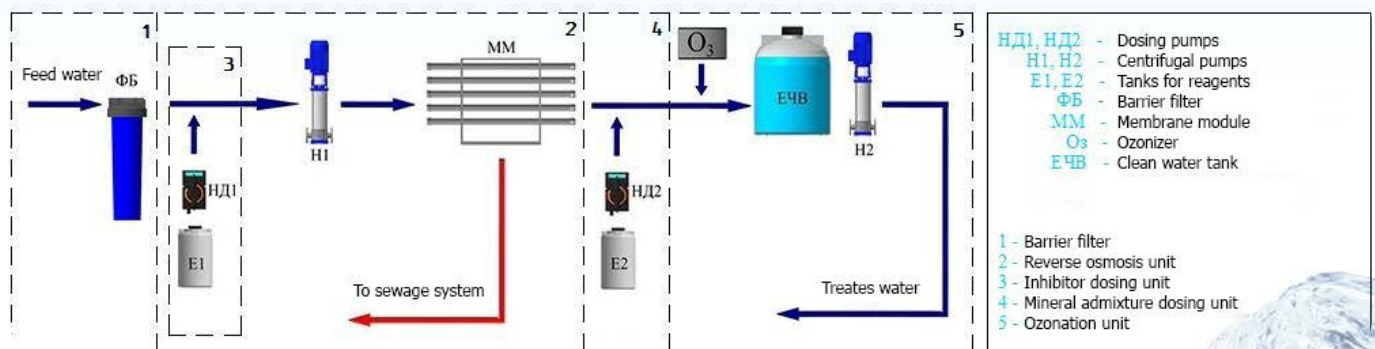 1
Feed water
ФБ
3
НД1
Е1
Н1
2
ММ
To sewage system
4
НД2
Е2
O₃
5
ЕЧВ
Н2
Treates water
НД1, НД2 - Dosing pumps
Н1, Н2 - Centrifugal pumps
Е1, Е2 - Tanks for reagents
ФБ - Barrier filter
ММ - Membrane module
Оз - Ozonizer
ЕЧВ - Clean water tank
1 - Barrier filter
2 - Reverse osmosis unit
3 - Inhibitor dosing unit
4 - Mineral admixture dosing unit
5 - Ozonation unit